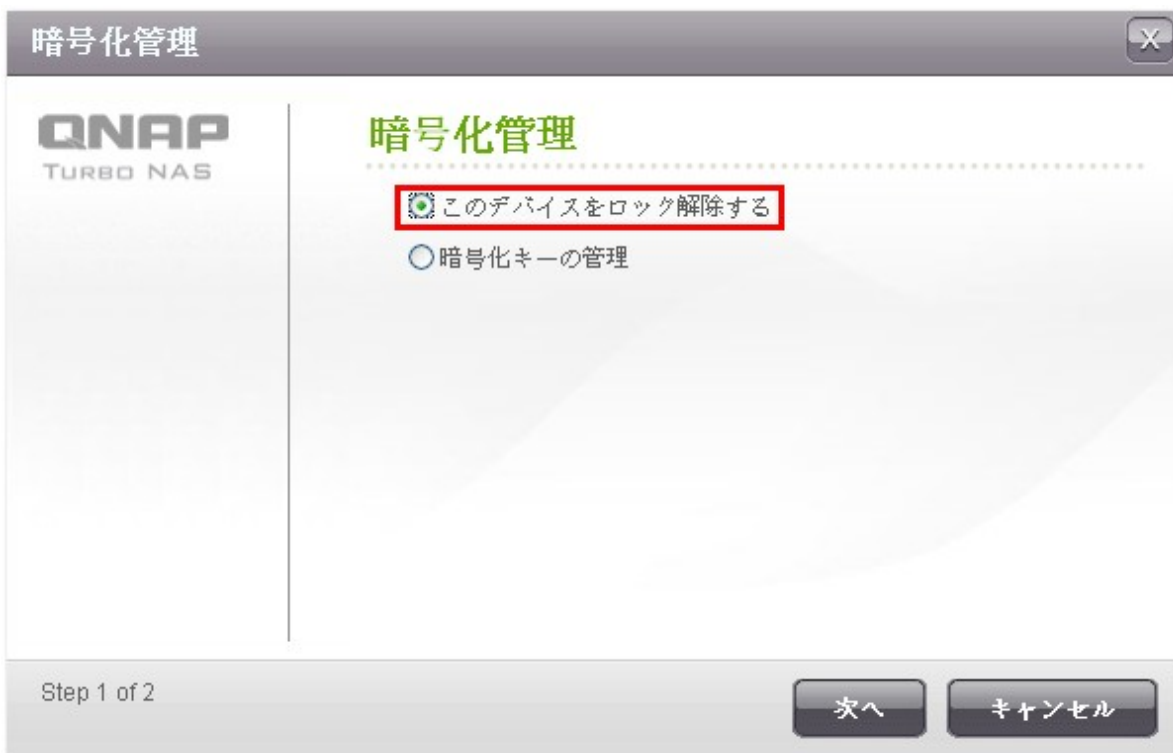 暗号化管理
X
QNAP
TURBO NAS
暗号化管理
このデバイスをロック解除する
暗号化キーの管理
Step 1 of 2
次へ
キャンセル